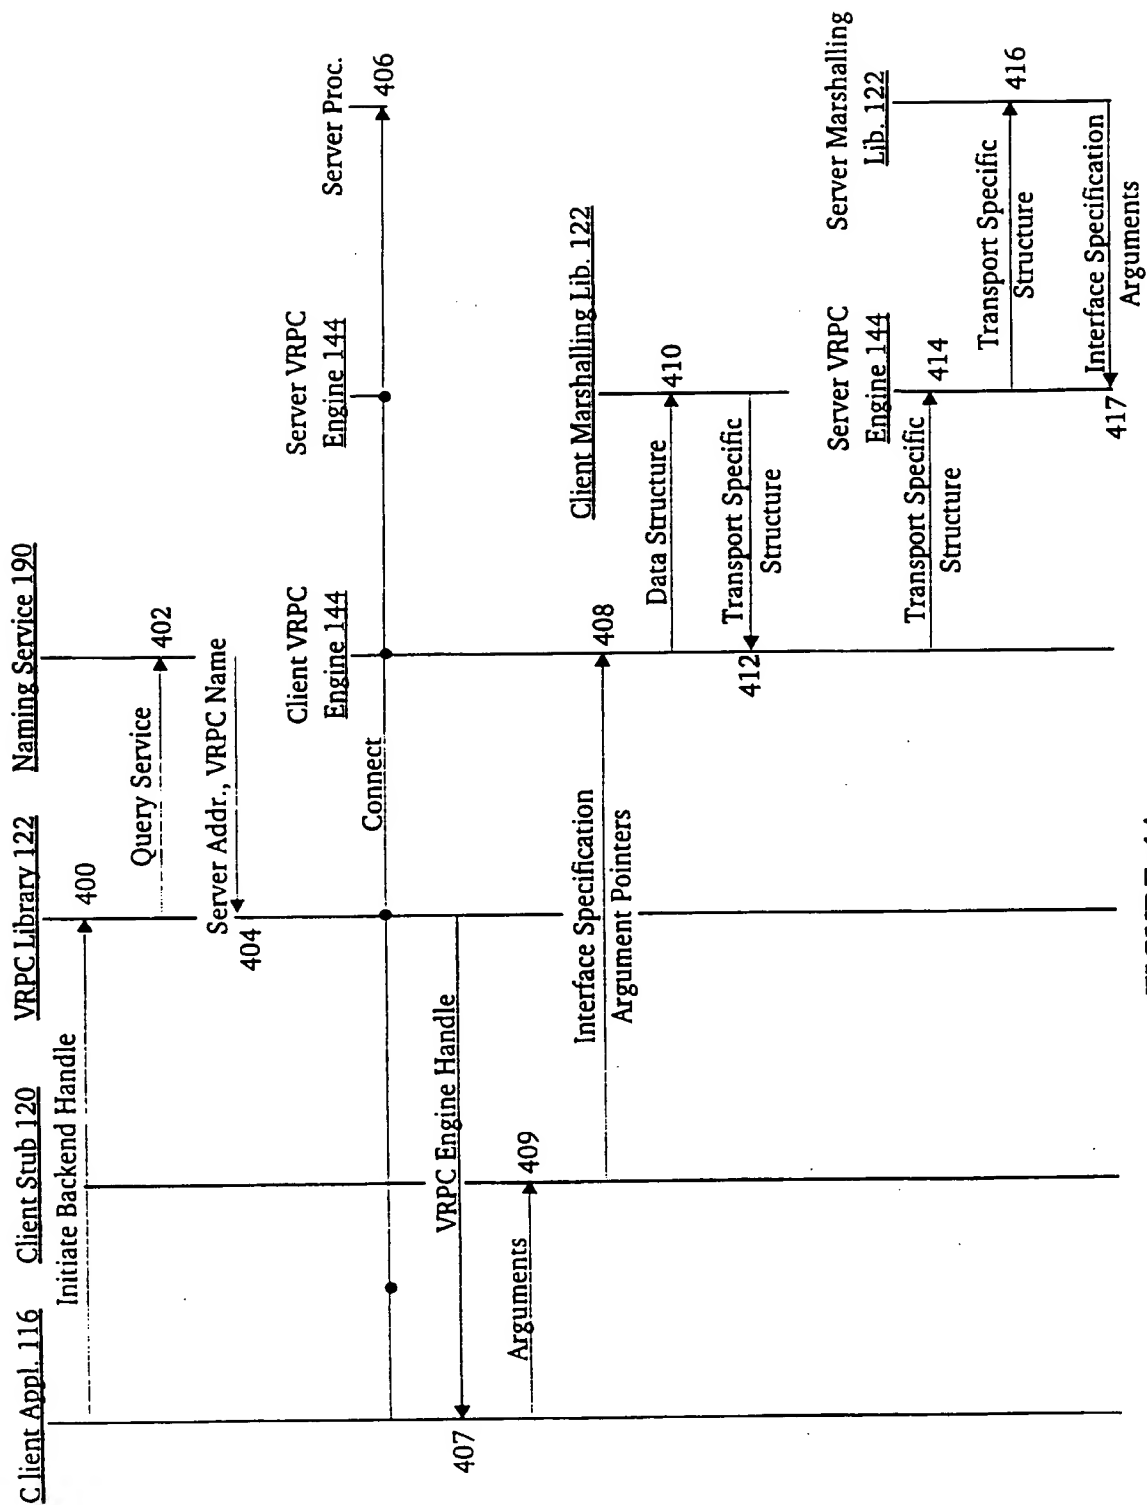 Client Appl. 116
Client Stub 120
VRPC Library 122
Naming Service 190
Initiate Backend Handle
400
Query Service
402
Server Addr., VRPC Name
404
Client VRPC
Engine 144
Server VRPC
Engine 144
Server Proc.
Connect
406
VRPC Engine Handle
407
Arguments
409
Interface Specification
Argument Pointers
408
Client Marshalling Lib. 122
Data Structure
410
Transport Specific
Structure
412
Server VRPC
Engine 144
Server Marshalling
Lib. 122
Transport Specific
Structure
414
Transport Specific
Structure
416
Interface Specification
Arguments
417